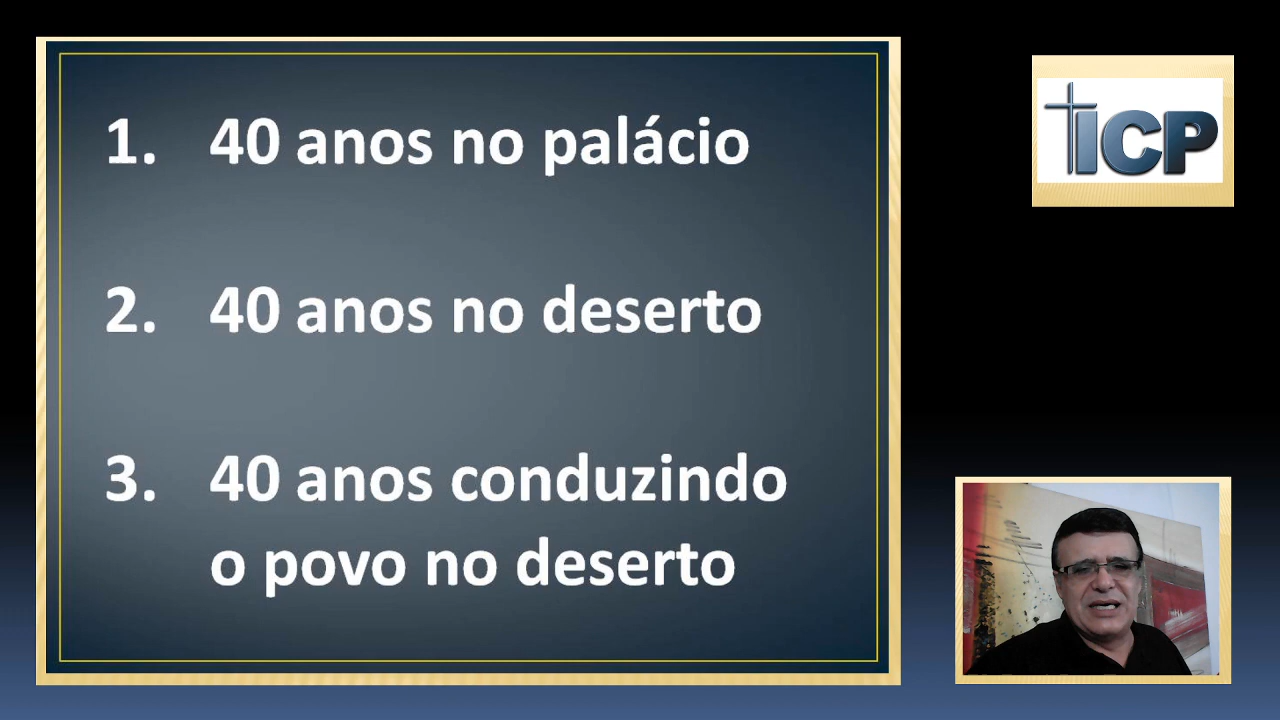 1. 40 anos no palácio
2. 40 anos no deserto
3. 40 anos conduzindo
o povo no deserto
ICP